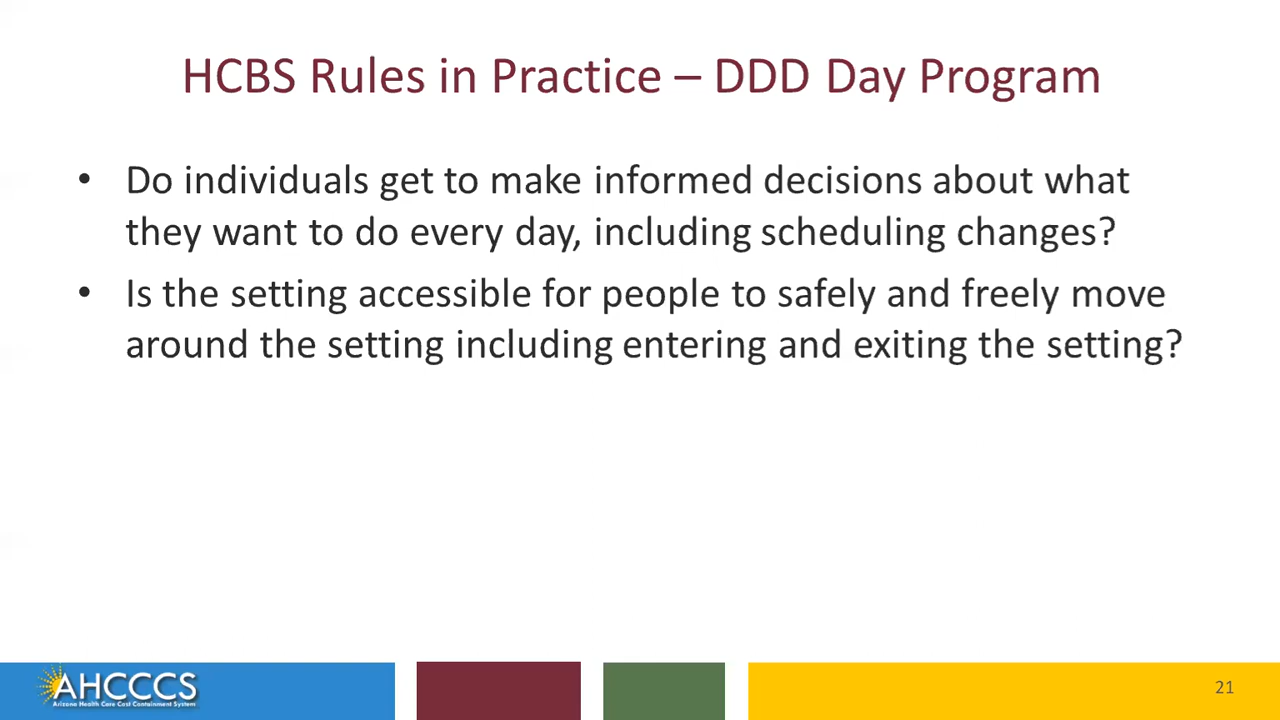 HCBS Rules in Practice – DDD Day Program
• Do individuals get to make informed decisions about what
they want to do every day, including scheduling changes?
• Is the setting accessible for people to safely and freely move
around the setting including entering and exiting the setting?
AHCCCS
Arizona Health Care Cost Containment System
21